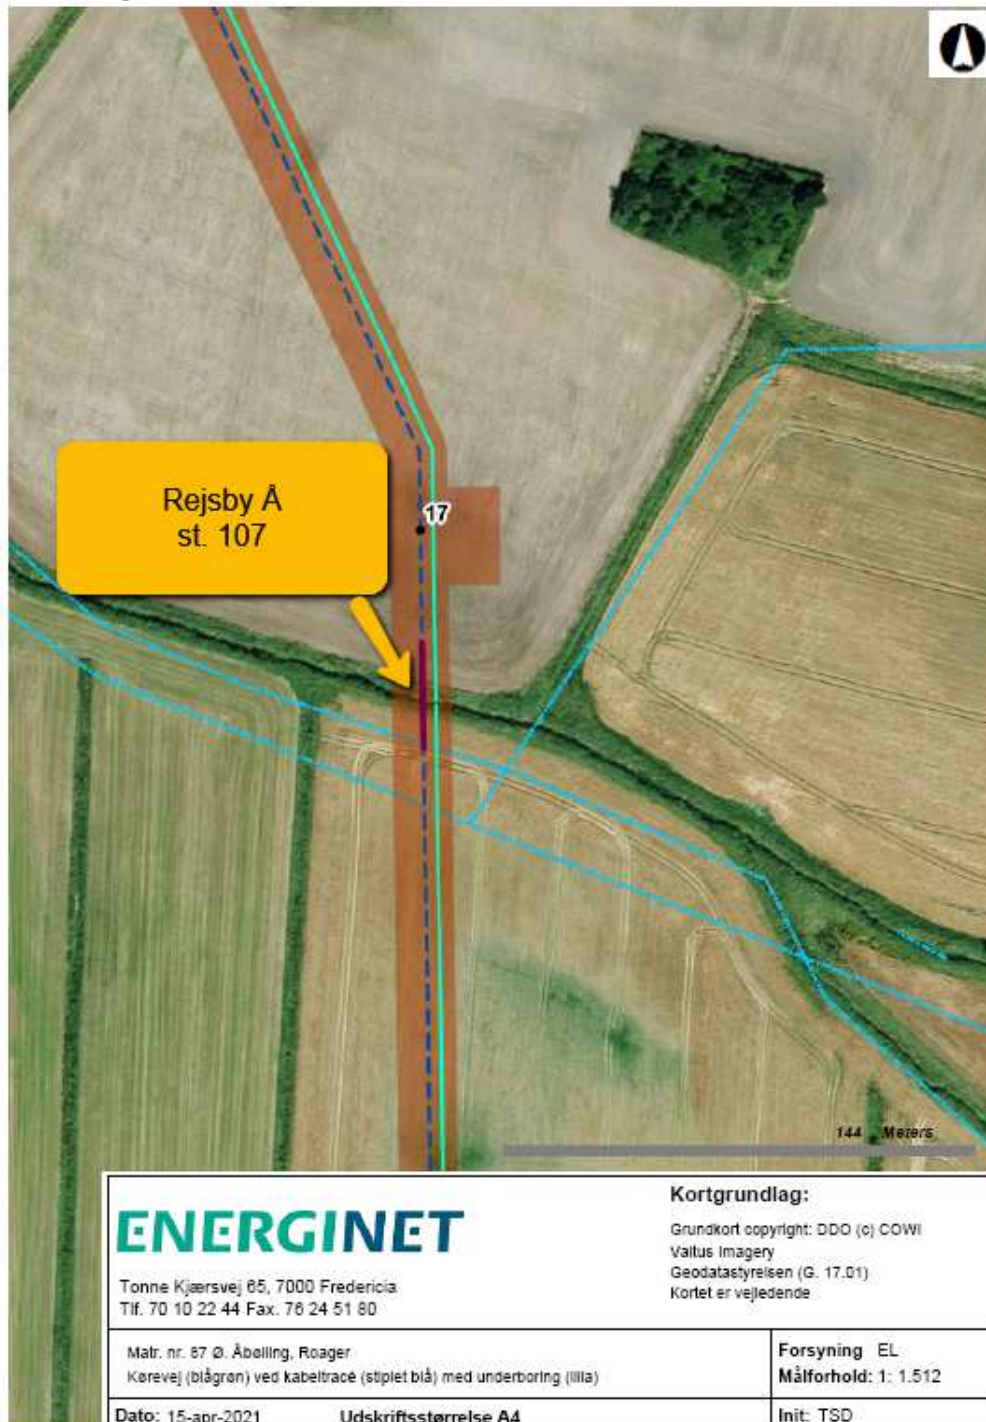 Rejsby Å
st. 107
17
144 Meters
ENERGINET
Tonne Kjærsvej 65, 7000 Fredericia
Tlf. 70 10 22 44 Fax. 76 24 51 80
Kortgrundlag:
Grundkort copyright: DDO (c) COWI
Valtus Imagery
Geodatastyrelsen (G. 17.01)
Kortet er vejledende
Matr. nr. 87 Ø. Åbølling, Roager
Kørevej (blågrøn) ved kabeltracé (stiplet blå) med underboring (lilla)
Forsyning EL
Målforhold: 1: 1.512
Dato: 15-apr-2021
Udskriftsstørrelse A4
Init: TSD